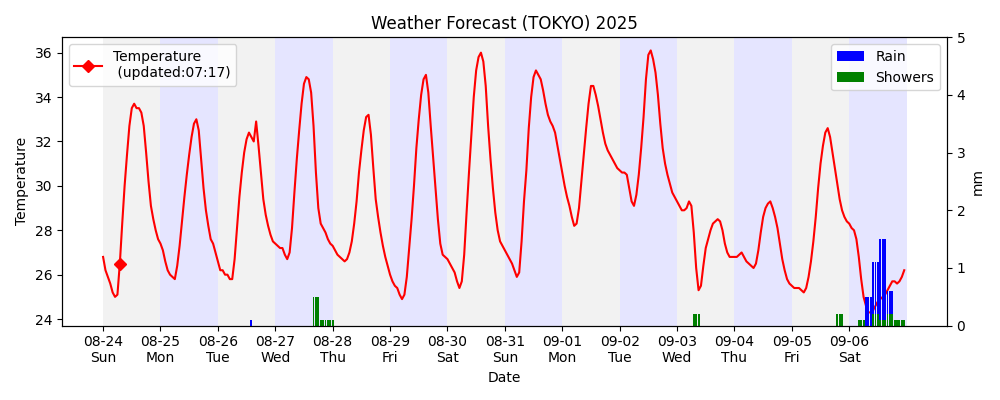 Weather Forecast (TOKYO) 2025
Temperature
(updated:07:17)
Rain
Showers
36
34
32
30
28
26
24
Temperature
5
4
3
2
1
0
mm
08-24 08-25 08-26 08-27 08-28 08-29 08-30 08-31 09-01 09-02 09-03 09-04 09-05 09-06
Sun Mon Tue Wed Thu Fri Sat Sun Mon Tue Wed Thu Fri Sat
Date